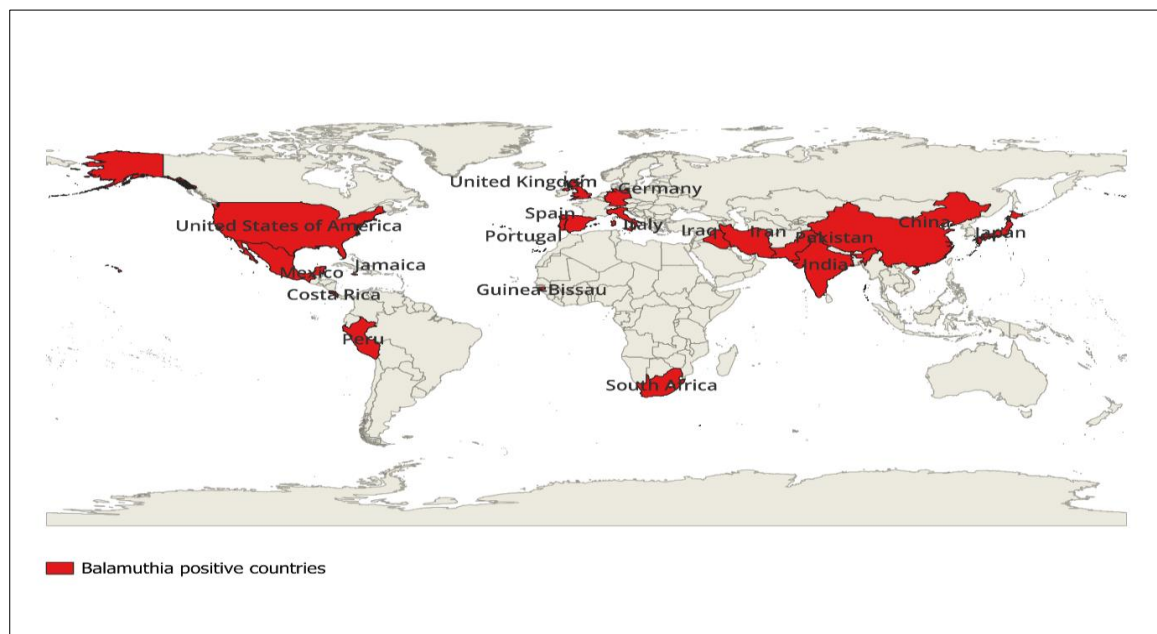 United Kingdom
Germany
United States of America
Spain
Italy
Portugal
Iraq
Iran
Pakistan
China
Japan
India
Mexico
Jamaica
Costa Rica
Guinea Bissau
Peru
South Africa
Balamuthia positive countries